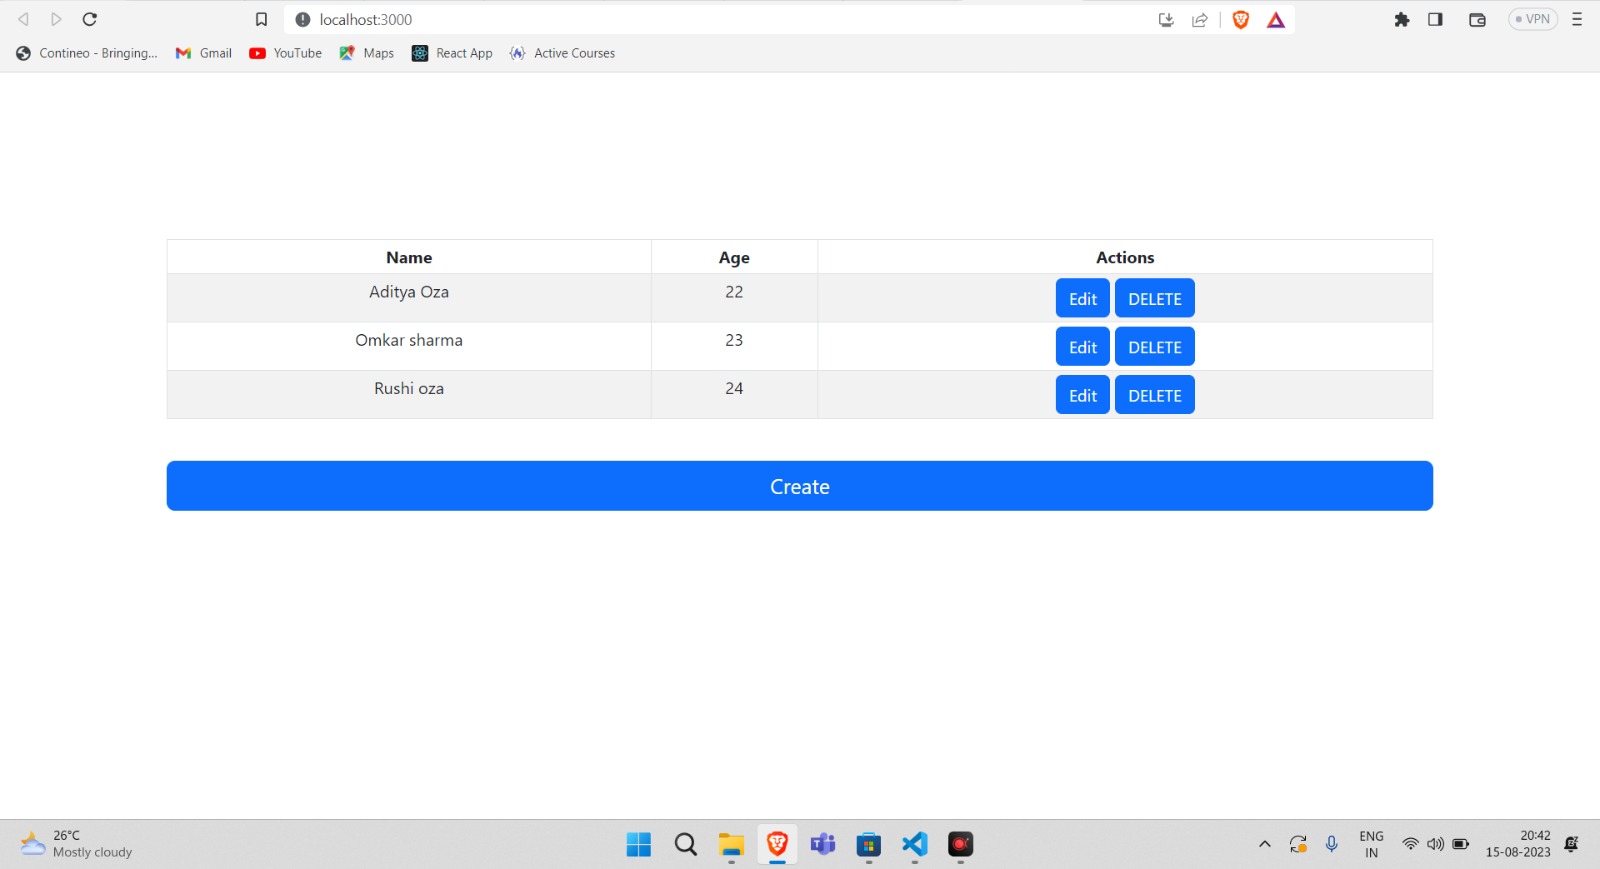 localhost:3000
VPN
Contineo - Bringing... Gmail YouTube Maps React App Active Courses
Name Age Actions
Aditya Oza 22 Edit DELETE
Omkar sharma 23 Edit DELETE
Rushi oza 24 Edit DELETE
Create
26°C
Mostly cloudy
ENG
IN
20:42
15-08-2023